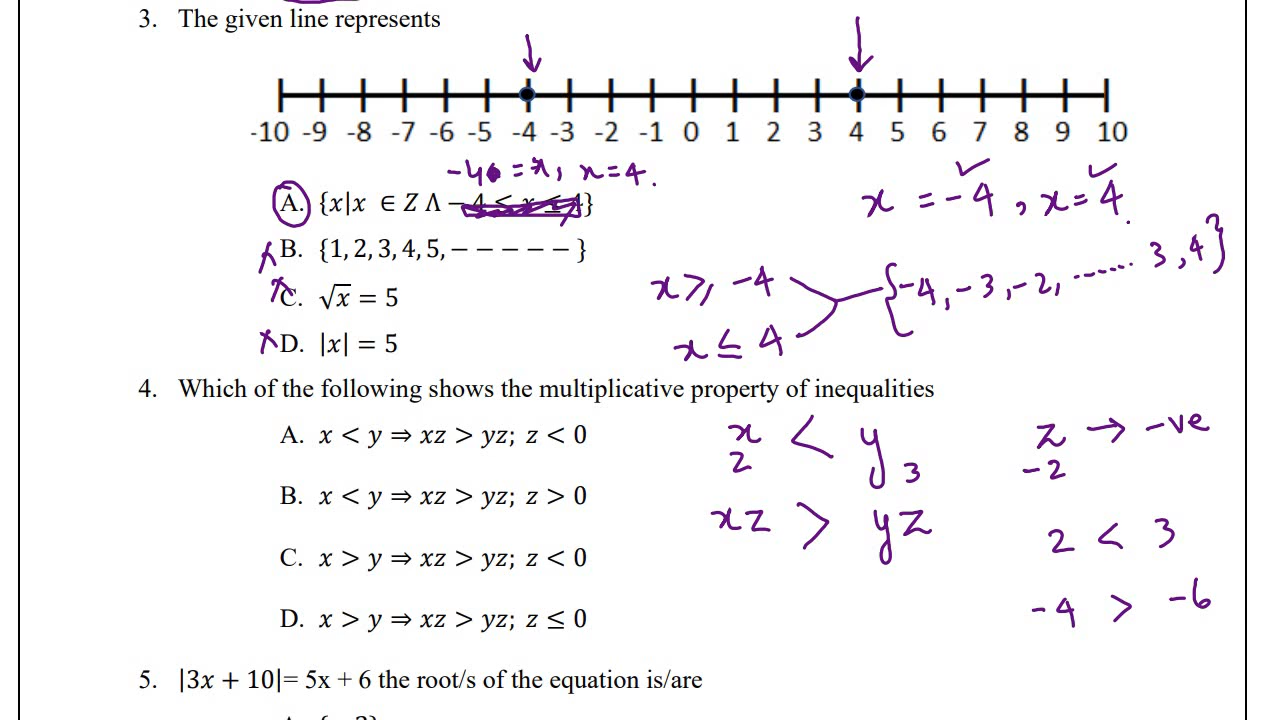 3. The given line represents
-10 -9 -8 -7 -6 -5 -4 -3 -2 -1 0 1 2 3 4 5 6 7 8 9 10
-4 = x, x = 4.
A. {x|x ∈ Z Λ −4 ≤ x ≤ 4}
x = -4, x = 4.
B. {1, 2, 3, 4, 5, − − − − − }
x ≥ -4
{-4, -3, -2, ...... 3, 4}
C. √x = 5
x ≤ 4
D. |x| = 5
4. Which of the following shows the multiplicative property of inequalities
A. x < y ⇒ xz > yz; z < 0
x < y
z → -ve
2 3
-2
B. x < y ⇒ xz > yz; z > 0
xz > yz
2 < 3
C. x > y ⇒ xz > yz; z < 0
-4 > -6
D. x > y ⇒ xz > yz; z ≤ 0
5. |3x + 10|= 5x + 6 the root/s of the equation is/are